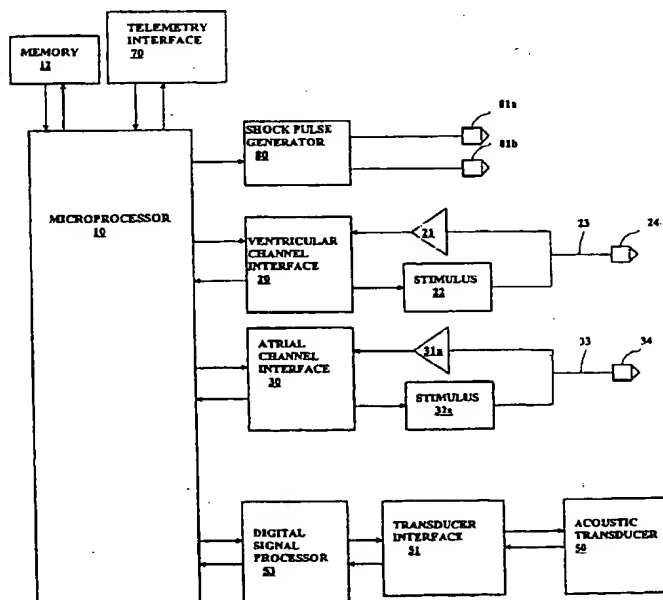 TELEMETRY
INTERFACE
70
MEMORY
12
81a
SHOCK PULSE
GENERATOR
80
81b
MICROPROCESSOR
10
VENTRICULAR
CHANNEL
INTERFACE
20
21
23
24
STIMULUS
22
ATRIAL
CHANNEL
INTERFACE
30
31a
33
34
STIMULUS
32a
DIGITAL
SIGNAL
PROCESSOR
53
TRANSDUCER
INTERFACE
51
ACOUSTIC
TRANSDUCER
50